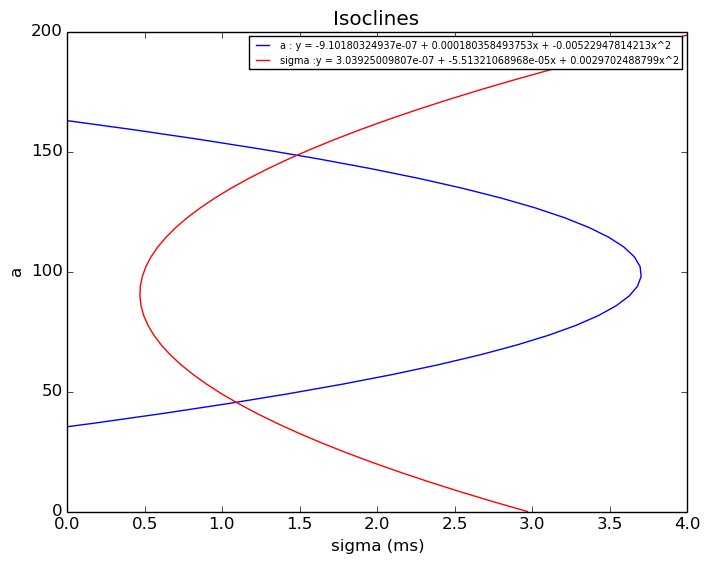 Isoclines
a : y = -9.10180324937e-07 + 0.000180358493753x + -0.00522947814213x^2
sigma :y = 3.03925009807e-07 + -5.51321068968e-05x + 0.0029702488799x^2
200
150
100
50
0
a
0.0 0.5 1.0 1.5 2.0 2.5 3.0 3.5 4.0
sigma (ms)